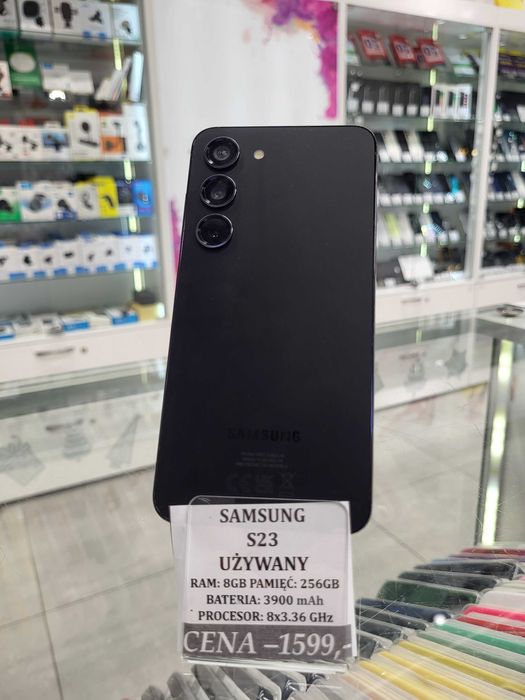 SAMSUNG
SAMSUNG
S23
UŻYWANY
RAM: 8GB PAMIĘĆ: 256GB
BATERIA: 3900 mAh
PROCESOR: 8x3.36 GHz
CENA –1599,-